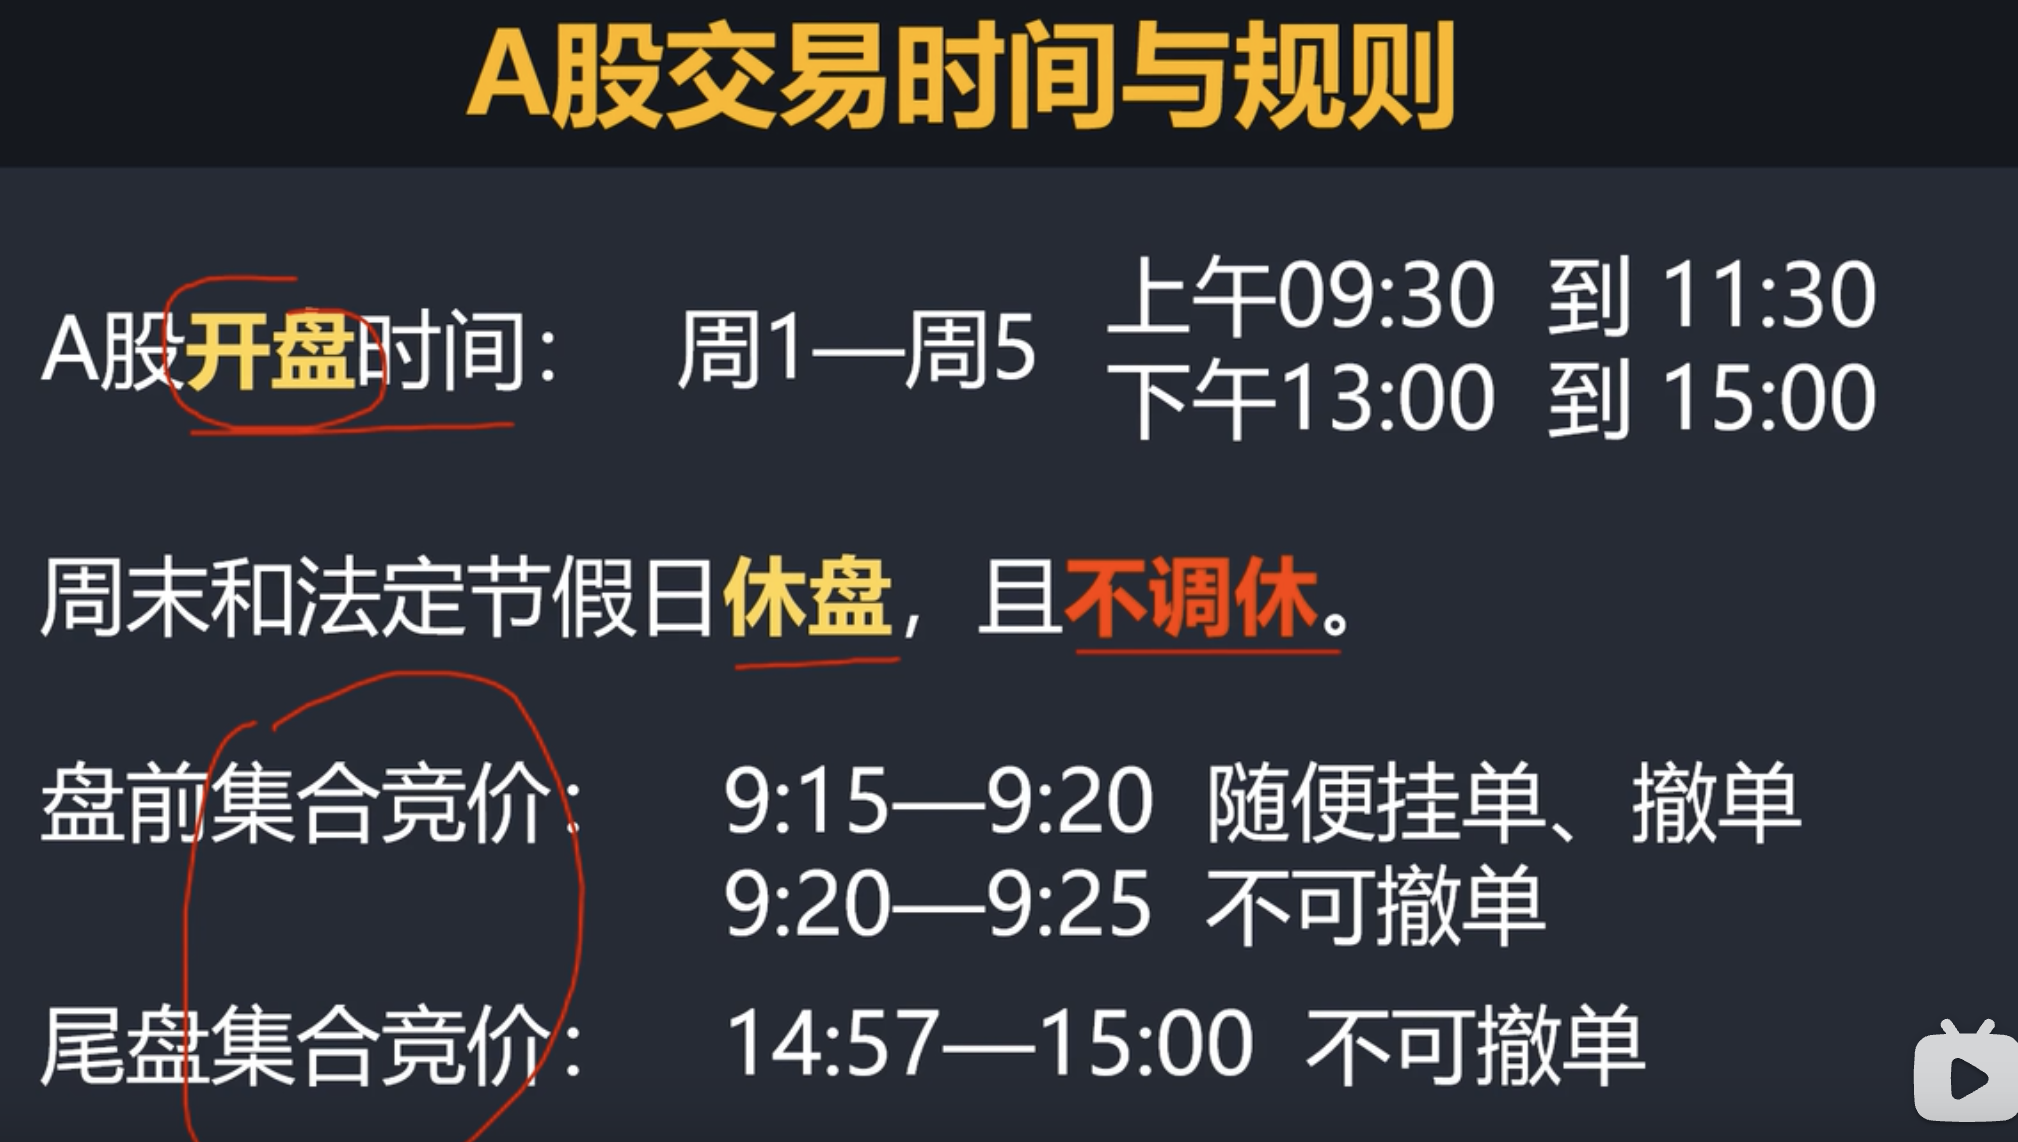 A股交易时间与规则
A股开盘时间： 周1—周5 上午09:30 到 11:30
下午13:00 到 15:00
周末和法定节假日休盘，且不调休。
盘前集合竞价： 9:15—9:20 随便挂单、撤单
9:20—9:25 不可撤单
尾盘集合竞价： 14:57—15:00 不可撤单